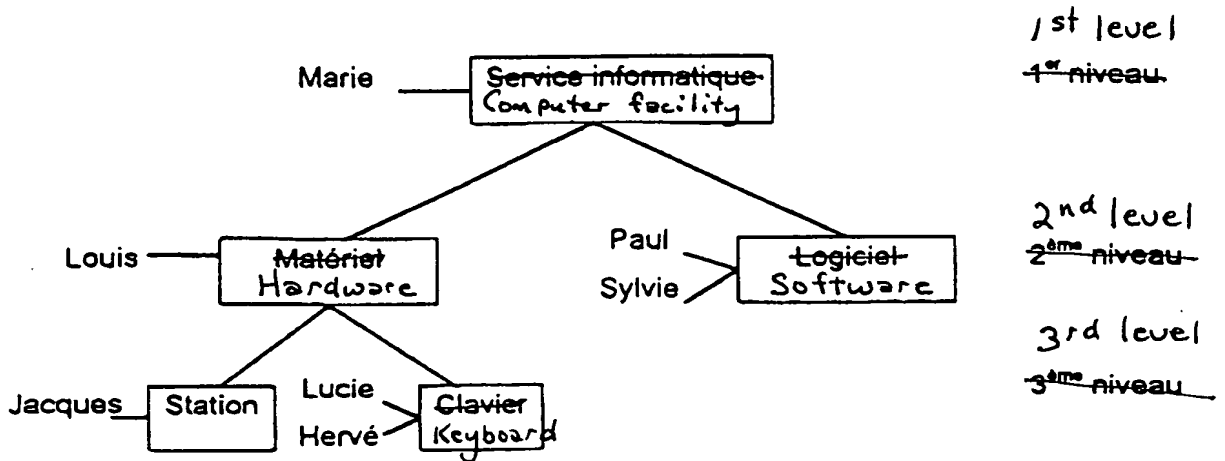 1st level
Marie
Service informatique
1er niveau
Computer facility
2nd level
Paul
Louis
Matériel
Logiciel
2ème niveau
Hardware
Sylvie
Software
3rd level
Lucie
3ème niveau
Jacques
Station
Clavier
Hervé
Keyboard